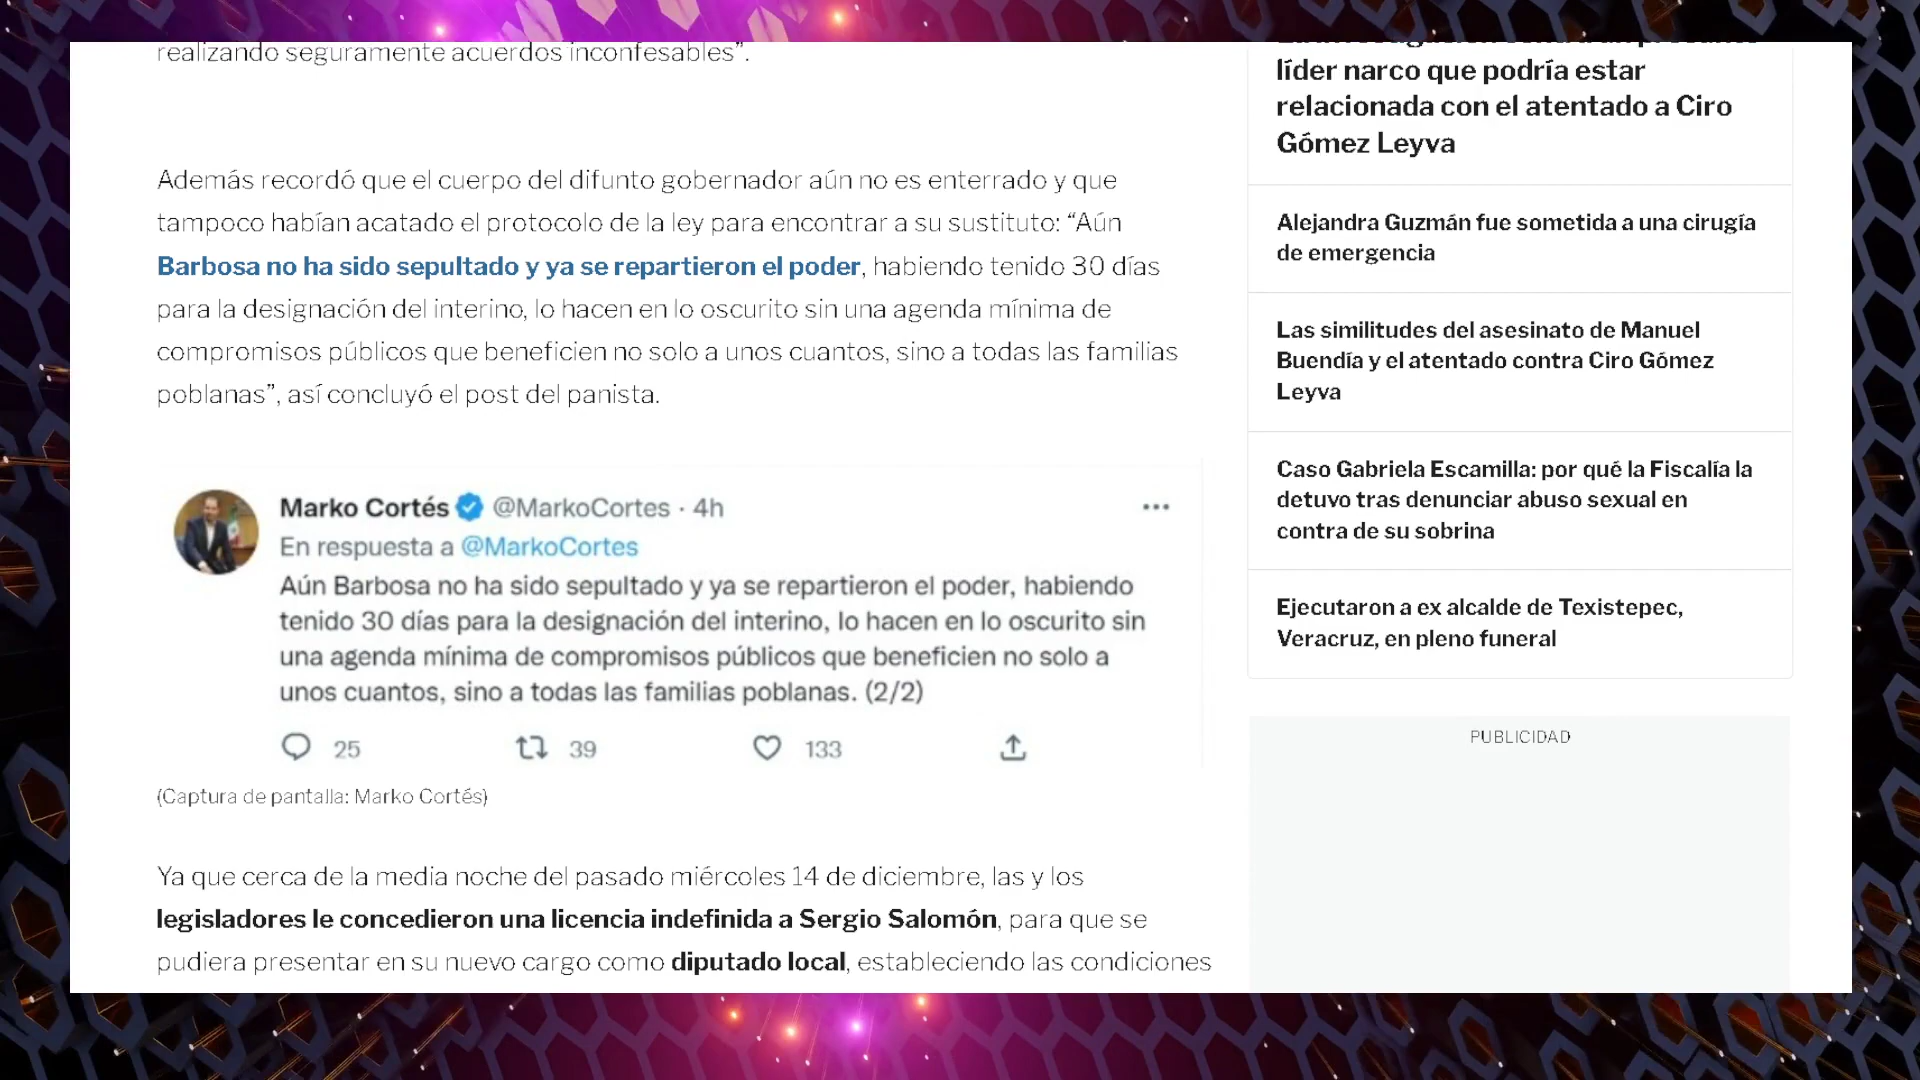 realizando seguramente acuerdos inconfesables”.
Además recordó que el cuerpo del difunto gobernador aún no es enterrado y que
tampoco habían acatado el protocolo de la ley para encontrar a su sustituto: “Aún
Barbosa no ha sido sepultado y ya se repartieron el poder, habiendo tenido 30 días
para la designación del interino, lo hacen en lo oscurito sin una agenda mínima de
compromisos públicos que beneficien no solo a unos cuantos, sino a todas las familias
poblanas”, así concluyó el post del panista.
Marko Cortés @MarkoCortes · 4h
En respuesta a @MarkoCortes
Aún Barbosa no ha sido sepultado y ya se repartieron el poder, habiendo
tenido 30 días para la designación del interino, lo hacen en lo oscurito sin
una agenda mínima de compromisos públicos que beneficien no solo a
unos cuantos, sino a todas las familias poblanas. (2/2)
25 39 133
(Captura de pantalla: Marko Cortés)
Ya que cerca de la media noche del pasado miércoles 14 de diciembre, las y los
legisladores le concedieron una licencia indefinida a Sergio Salomón, para que se
pudiera presentar en su nuevo cargo como diputado local, estableciendo las condiciones
líder narco que podría estar
relacionada con el atentado a Ciro
Gómez Leyva
Alejandra Guzmán fue sometida a una cirugía
de emergencia
Las similitudes del asesinato de Manuel
Buendía y el atentado contra Ciro Gómez
Leyva
Caso Gabriela Escamilla: por qué la Fiscalía la
detuvo tras denunciar abuso sexual en
contra de su sobrina
Ejecutaron a ex alcalde de Texistepec,
Veracruz, en pleno funeral
PUBLICIDAD